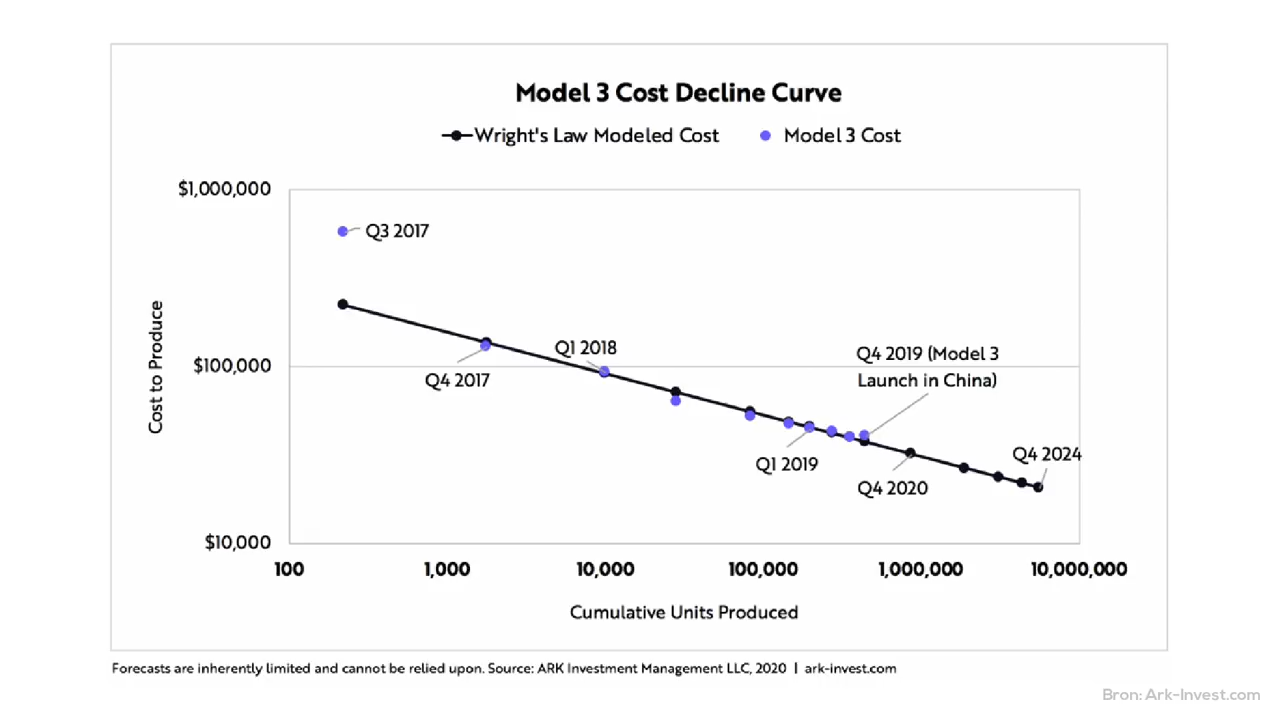 Model 3 Cost Decline Curve
Wright's Law Modeled Cost
Model 3 Cost
$1,000,000
Q3 2017
Q1 2018
Q4 2019 (Model 3
Launch in China)
$100,000
Q4 2017
Cost to Produce
Q4 2024
Q1 2019
Q4 2020
$10,000
100
1,000
10,000
100,000
1,000,000
10,000,000
Cumulative Units Produced
Forecasts are inherently limited and cannot be relied upon. Source: ARK Investment Management LLC, 2020 | ark-invest.com
Bron: Ark-Invest.com